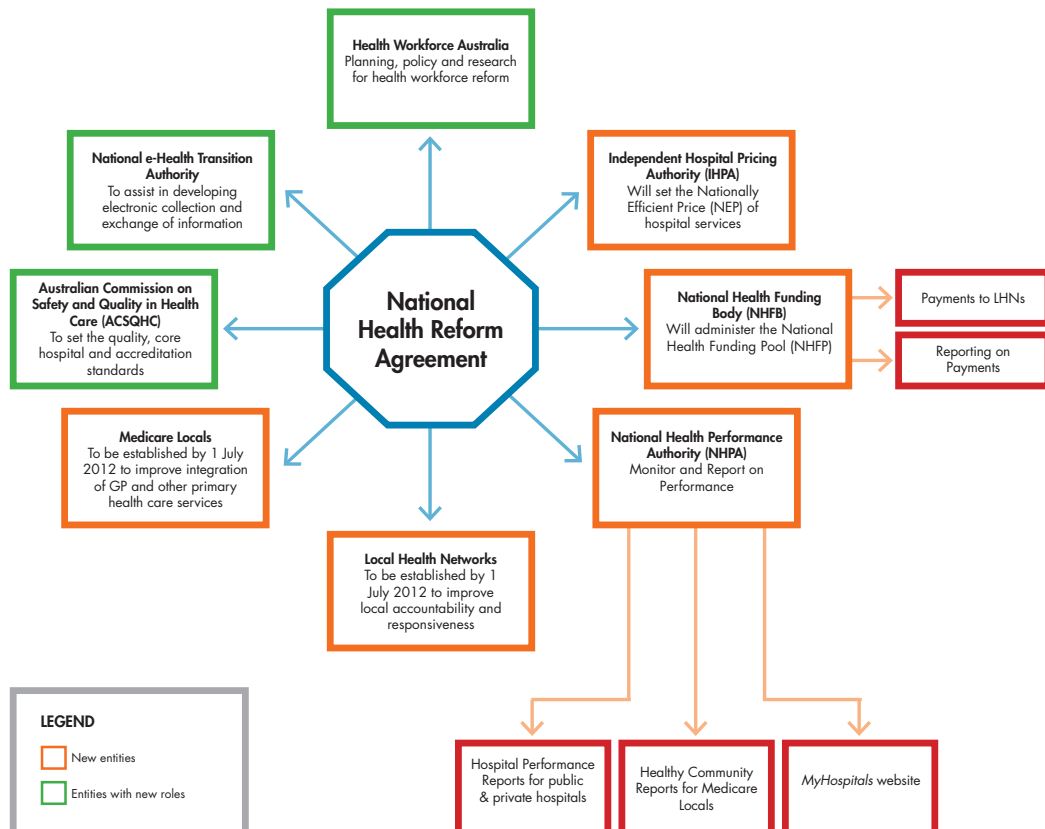 Health Workforce Australia
Planning, policy and research
for health workforce reform
National e-Health Transition
Authority
To assist in developing
electronic collection and
exchange of information
Independent Hospital Pricing
Authority (IHPA)
Will set the Nationally
Efficient Price (NEP) of
hospital services
Australian Commission on
Safety and Quality in Health
Care (ACSQHC)
To set the quality, core
hospital and accreditation
standards
National
Health Reform
Agreement
National Health Funding
Body (NHFB)
Will administer the National
Health Funding Pool (NHFP)
Payments to LHNs
Reporting on
Payments
Medicare Locals
To be established by 1 July
2012 to improve integration
of GP and other primary
health care services
National Health Performance
Authority (NHPA)
Monitor and Report on
Performance
Local Health Networks
To be established by 1
July 2012 to improve
local accountability and
responsiveness
LEGEND
New entities
Entities with new roles
Hospital Performance
Reports for public
& private hospitals
Healthy Community
Reports for Medicare
Locals
MyHospitals website